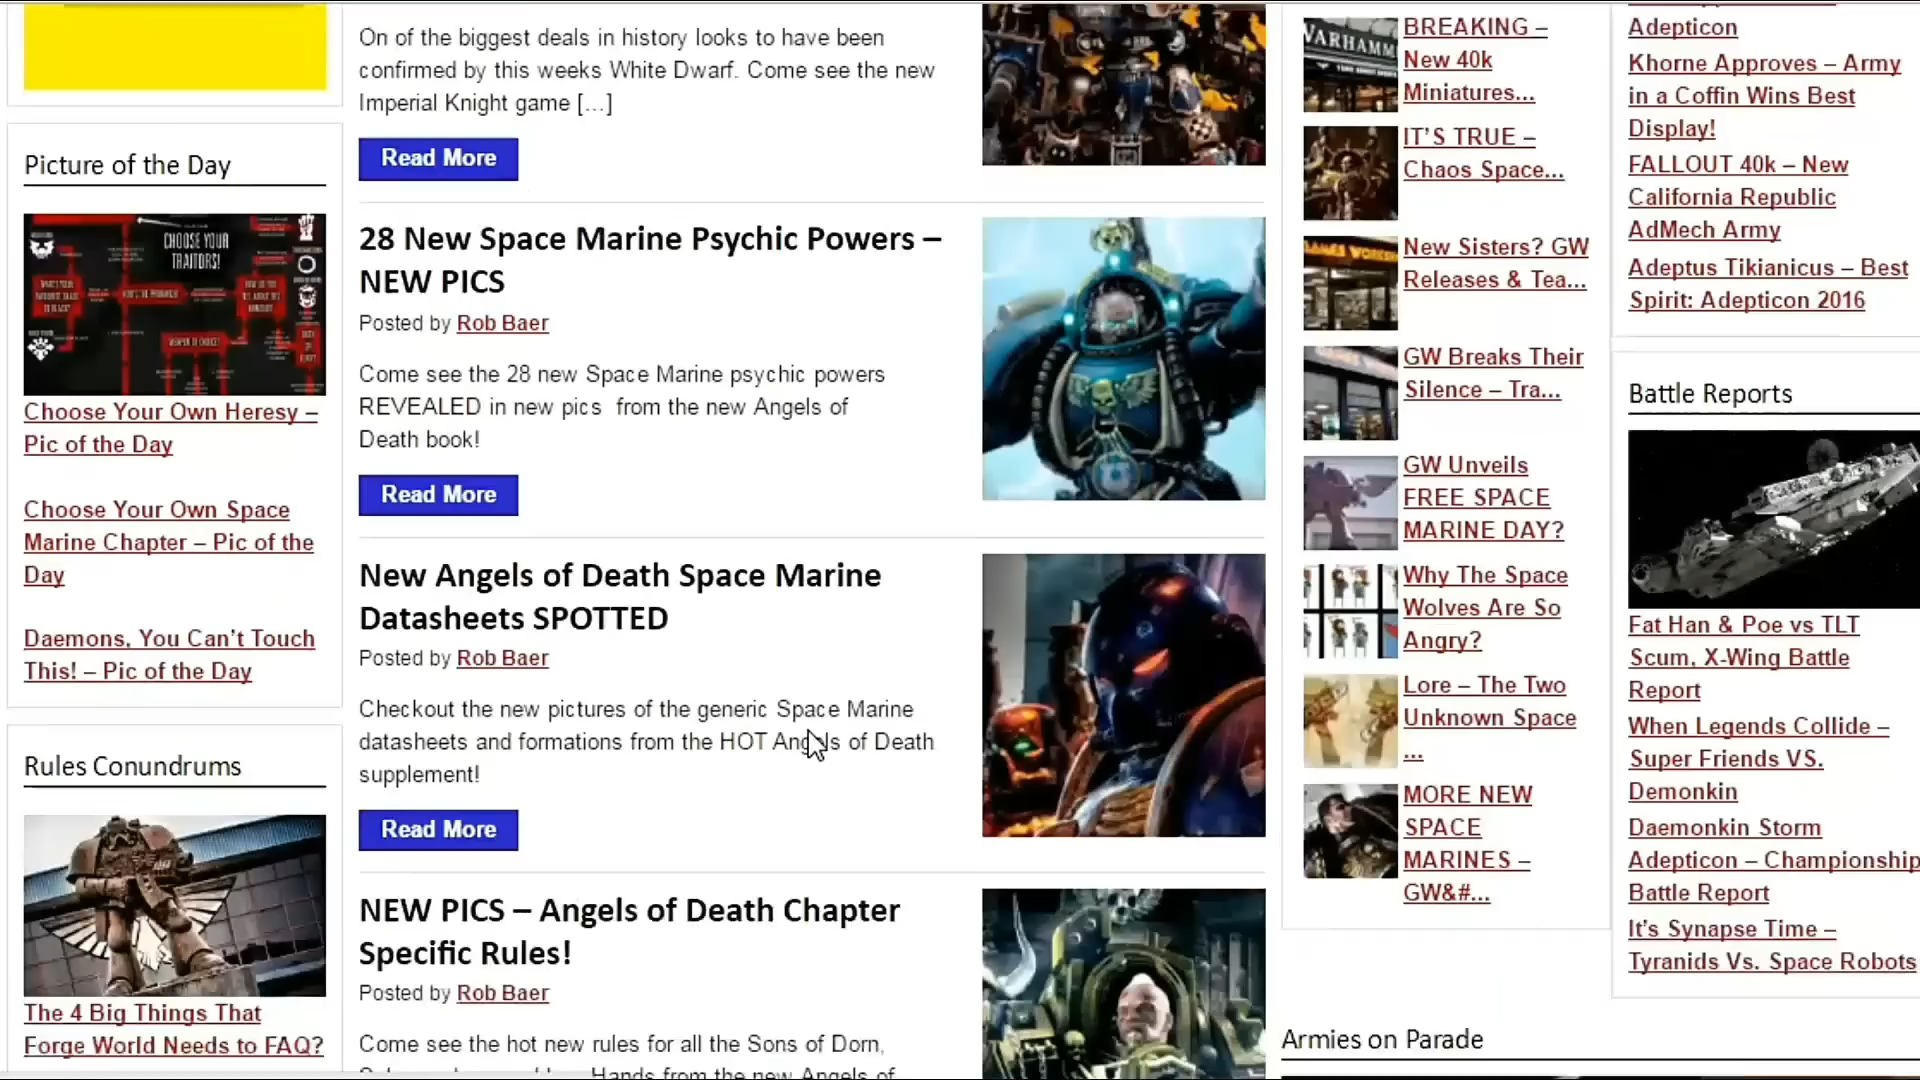 Picture of the Day
CHOOSE YOUR
TRAITORS!
Choose Your Own Heresy –
Pic of the Day
Choose Your Own Space
Marine Chapter – Pic of the
Day
Daemons, You Can't Touch
This! – Pic of the Day
Rules Conundrums
The 4 Big Things That
Forge World Needs to FAQ?
On of the biggest deals in history looks to have been
confirmed by this weeks White Dwarf. Come see the new
Imperial Knight game [...]
Read More
28 New Space Marine Psychic Powers –
NEW PICS
Posted by Rob Baer
Come see the 28 new Space Marine psychic powers
REVEALED in new pics from the new Angels of
Death book!
Read More
New Angels of Death Space Marine
Datasheets SPOTTED
Posted by Rob Baer
Checkout the new pictures of the generic Space Marine
datasheets and formations from the HOT Angels of Death
supplement!
Read More
NEW PICS – Angels of Death Chapter
Specific Rules!
Posted by Rob Baer
Come see the hot new rules for all the Sons of Dorn,
Hands from the new Angels of
BREAKING –
New 40k
Miniatures...
IT'S TRUE –
Chaos Space...
New Sisters? GW
Releases & Tea...
GW Breaks Their
Silence – Tra...
GW Unveils
FREE SPACE
MARINE DAY?
Why The Space
Wolves Are So
Angry?
Lore – The Two
Unknown Space
...
MORE NEW
SPACE
MARINES –
GW&#...
Adepticon
Khorne Approves – Army
in a Coffin Wins Best
Display!
FALLOUT 40k – New
California Republic
AdMech Army
Adeptus Tikianicus – Best
Spirit: Adepticon 2016
Battle Reports
Fat Han & Poe vs TLT
Scum, X-Wing Battle
Report
When Legends Collide –
Super Friends VS.
Demonkin
Daemonkin Storm
Adepticon – Championship
Battle Report
It's Synapse Time –
Tyranids Vs. Space Robots
Armies on Parade